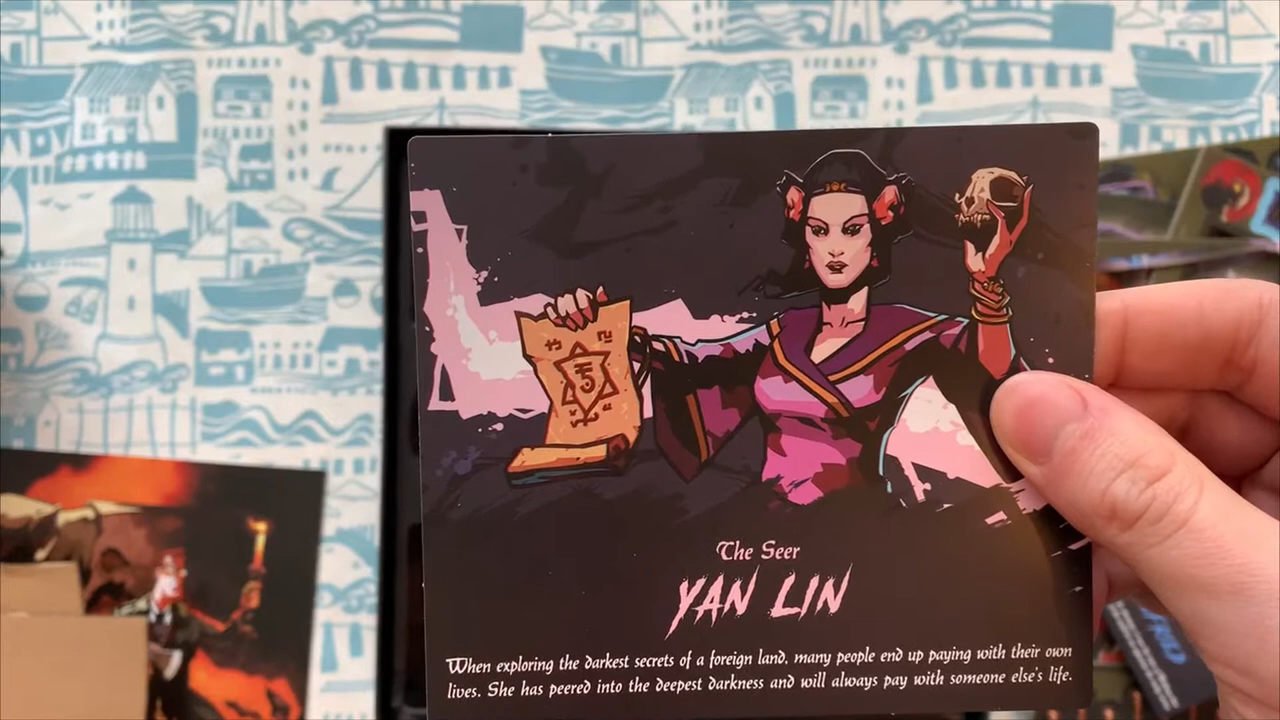 The Seer
YAN LIN
When exploring the darkest secrets of a foreign land, many people end up paying with their own
lives. She has peered into the deepest darkness and will always pay with someone else's life.